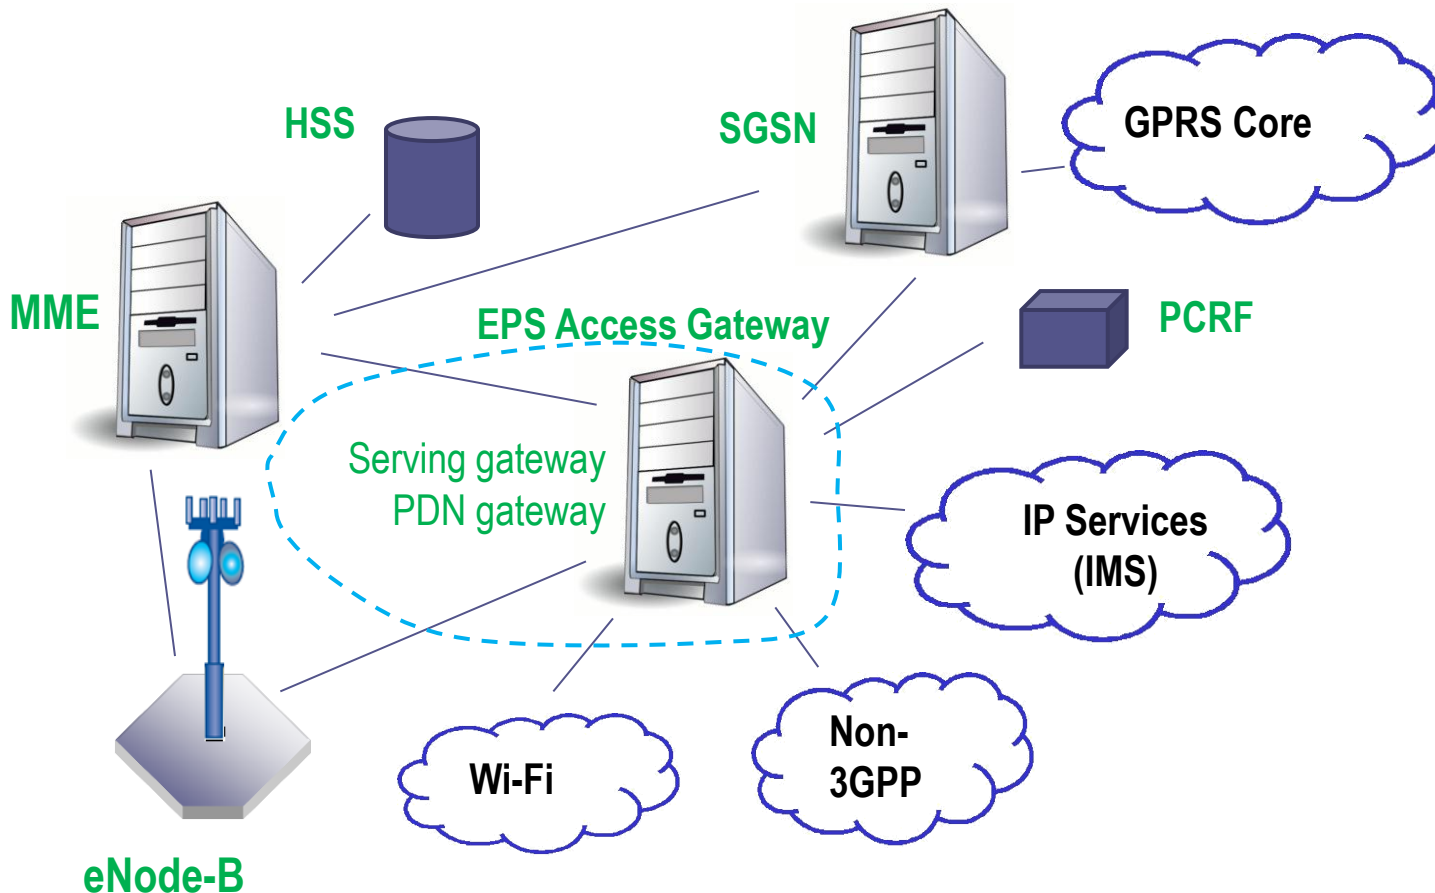 HSS
SGSN
GPRS Core
MME
EPS Access Gateway
PCRF
Serving gateway
PDN gateway
IP Services
(IMS)
Wi-Fi
Non-
3GPP
eNode-B